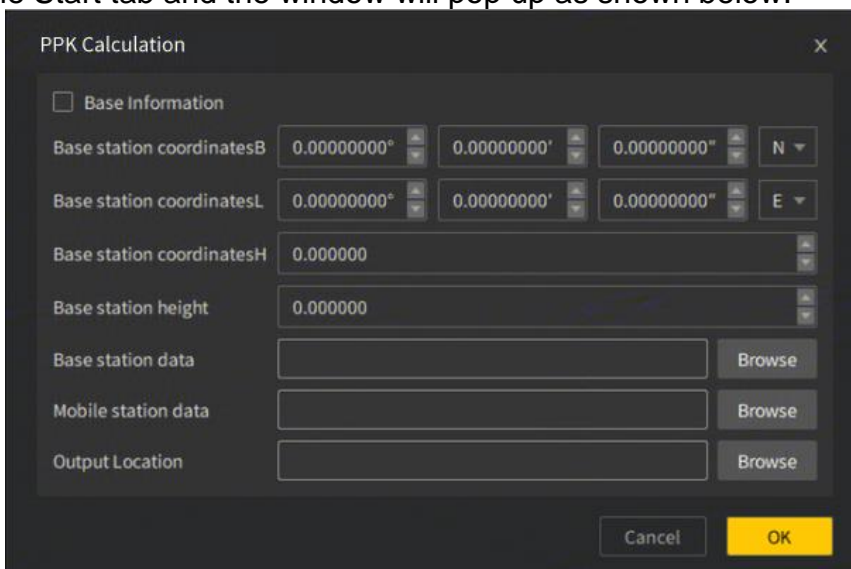 Start tab and the window will pop up as shown below.
PPK Calculation x
Base Information
Base station coordinatesB 0.00000000° 0.00000000' 0.00000000" N
Base station coordinatesL 0.00000000° 0.00000000' 0.00000000" E
Base station coordinatesH 0.000000
Base station height 0.000000
Base station data Browse
Mobile station data Browse
Output Location Browse
Cancel OK